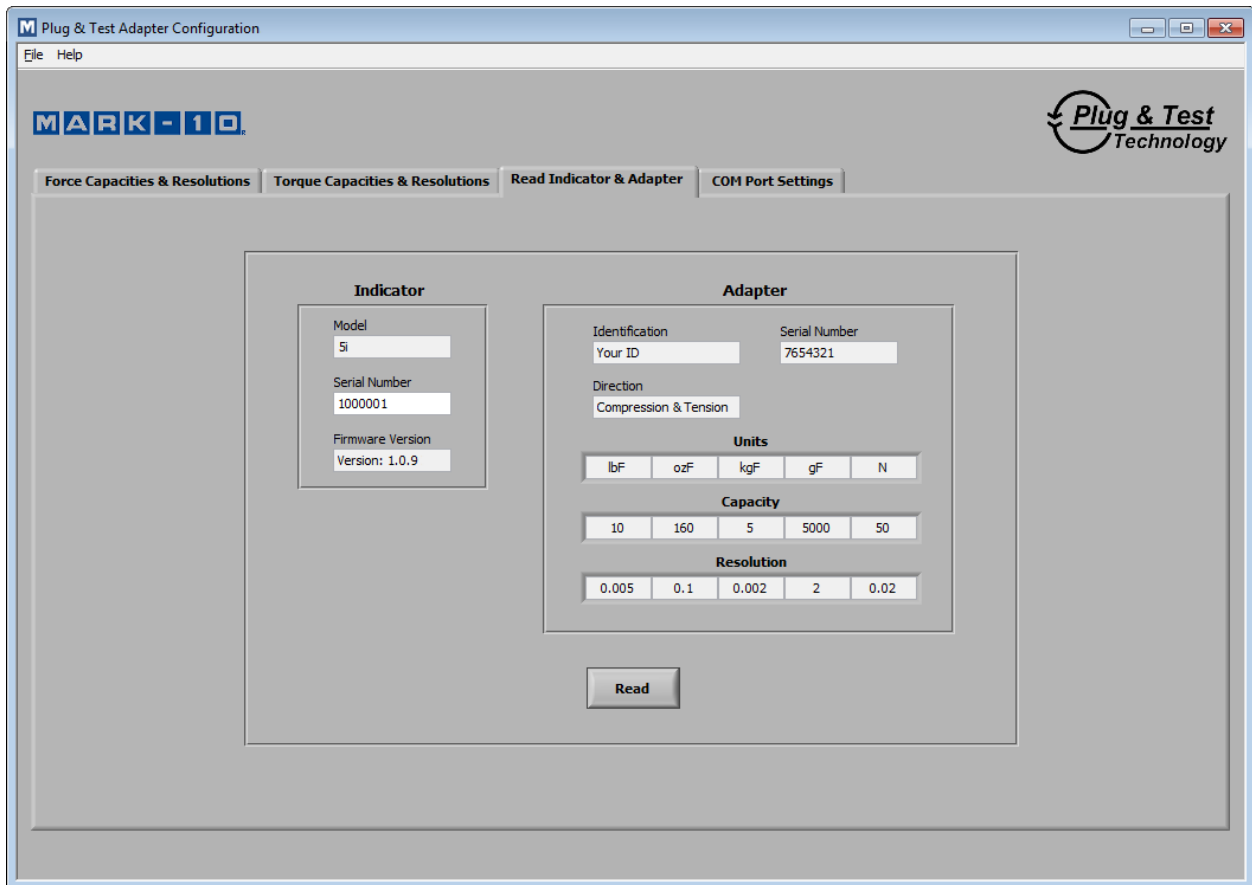 M Plug & Test Adapter Configuration
File Help
MARK-10
Plug & Test
Technology
Force Capacities & Resolutions Torque Capacities & Resolutions Read Indicator & Adapter COM Port Settings
Indicator
Model
5i
Serial Number
1000001
Firmware Version
Version: 1.0.9
Adapter
Identification Serial Number
Your ID 7654321
Direction
Compression & Tension
Units
lbF ozF kgF gF N
Capacity
10 160 5 5000 50
Resolution
0.005 0.1 0.002 2 0.02
Read